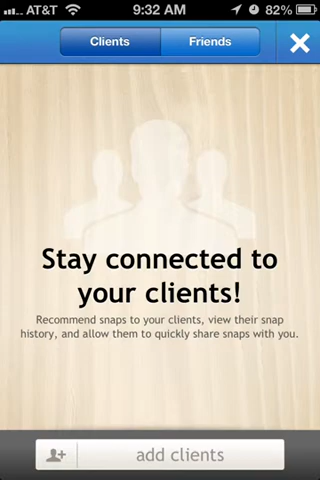 AT&T 9:32 AM 82%
Clients Friends
Stay connected to
your clients!
Recommend snaps to your clients, view their snap
history, and allow them to quickly share snaps with you.
add clients